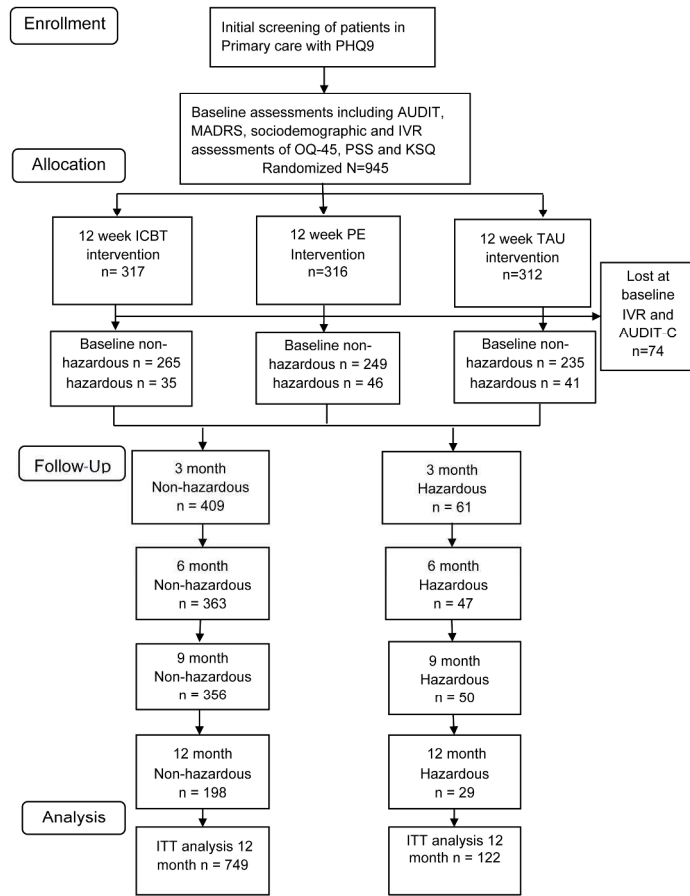 Enrollment
Initial screening of patients in
Primary care with PHQ9
Baseline assessments including AUDIT,
MADRS, sociodemographic and IVR
assessments of OQ-45, PSS and KSQ
Randomized N=945
Allocation
12 week ICBT
intervention
n= 317
12 week PE
Intervention
n=316
12 week TAU
intervention
n=312
Lost at
baseline
IVR and
AUDIT-C
n=74
Baseline non-
hazardous n = 265
hazardous n = 35
Baseline non-
hazardous n = 249
hazardous n = 46
Baseline non-
hazardous n = 235
hazardous n = 41
Follow-Up
3 month
Non-hazardous
n = 409
3 month
Hazardous
n = 61
6 month
Non-hazardous
n = 363
6 month
Hazardous
n = 47
9 month
Non-hazardous
n = 356
9 month
Hazardous
n = 50
12 month
Non-hazardous
n = 198
12 month
Hazardous
n = 29
Analysis
ITT analysis 12
month n = 749
ITT analysis 12
month n = 122